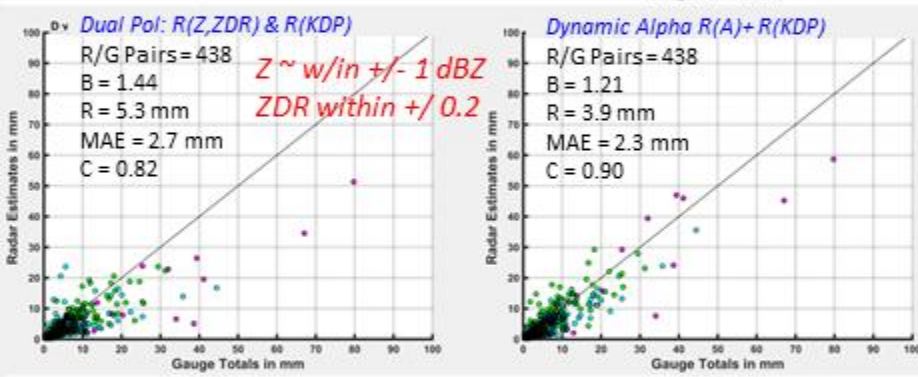 D v
Dual Pol: R(Z,ZDR) & R(KDP)
R/G Pairs=438
B = 1.44
R = 5.3 mm
MAE = 2.7 mm
C = 0.82
Z ~ w/in +/- 1 dBZ
ZDR within +/ 0.2
Radar Estimates in mm
100
90
80
70
60
50
40
30
20
10
0
0 10 20 30 40 50 60 70 80 90 100
Gauge Totals in mm
Dynamic Alpha R(A)+ R(KDP)
R/G Pairs=438
B = 1.21
R = 3.9 mm
MAE = 2.3 mm
C = 0.90
Radar Estimates in mm
100
90
80
70
60
50
40
30
20
10
0
0 10 20 30 40 50 60 70 80 90 100
Gauge Totals in mm